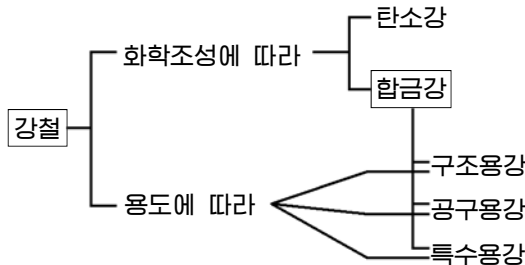 탄소강
화학조성에 따라
합금강
강철
구조용강
용도에 따라
공구용강
특수용강